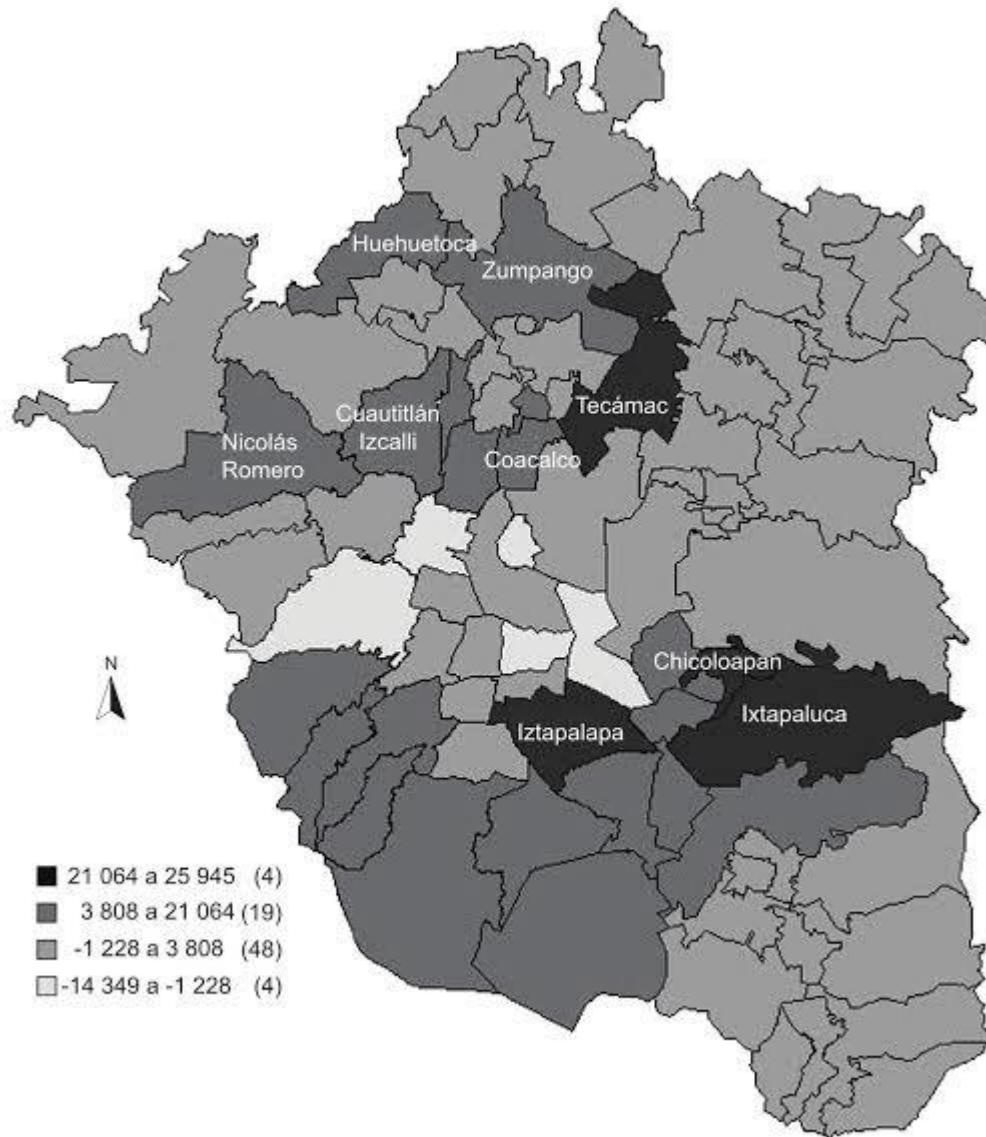 Huehuetoca
Zumpango
Cuautitlán
Izcalli
Tecámac
Nicolás
Romero
Coacalco
N
Chicoloapan
Ixtapaluca
Iztapalapa
21 064 a 25 945 (4)
3 808 a 21 064 (19)
-1 228 a 3 808 (48)
-14 349 a -1 228 (4)